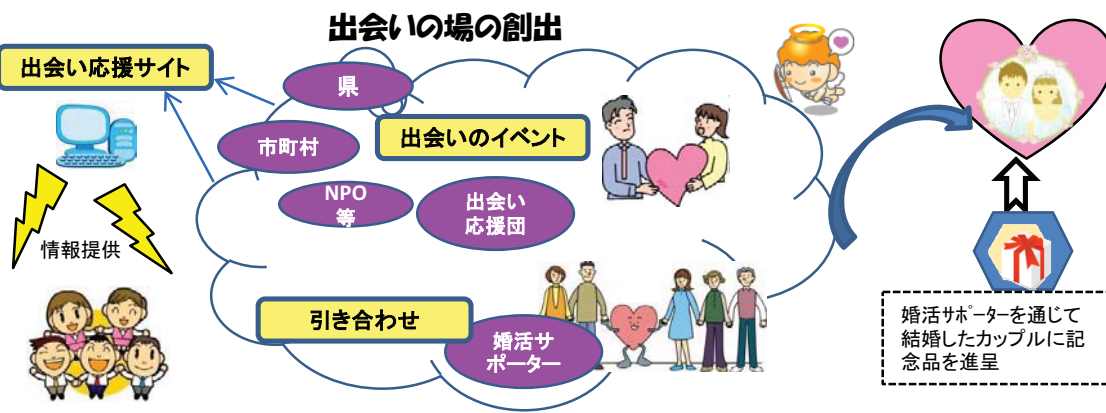 出会いの場の創出
出会い応援サイト
県
市町村
出会いのイベント
NPO
等
出会い
応援団
情報提供
引き合わせ
婚活サ
ポーター
婚活サポーターを通じて
結婚したカップルに記
念品を進呈